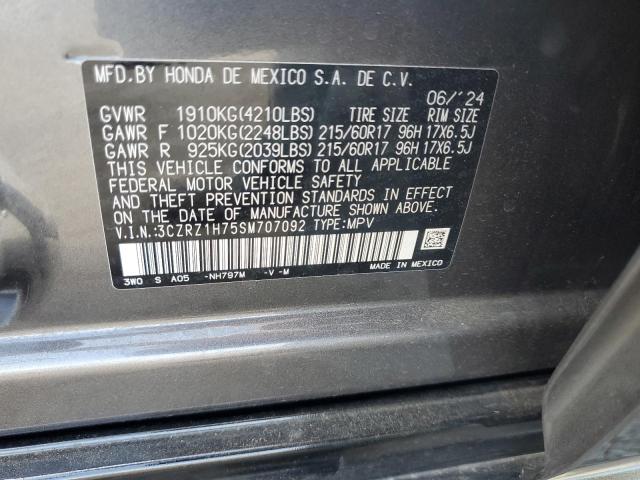 MFD.BY HONDA DE MEXICO S.A. DE C.V.
06/'24
GVWR 1910KG(4210LBS) TIRE SIZE RIM SIZE
GAWR F 1020KG(2248LBS) 215/60R17 96H 17X6.5J
GAWR R 925KG(2039LBS) 215/60R17 96H 17X6.5J
THIS VEHICLE CONFORMS TO ALL APPLICABLE
FEDERAL MOTOR VEHICLE SAFETY
AND THEFT PREVENTION STANDARDS IN EFFECT
ON THE DATE OF MANUFACTURE SHOWN ABOVE.
V.I.N.:3CZRZ1H75SM707092 TYPE:MPV
3W0 S A05 -NH797M -V -M MADE IN MEXICO